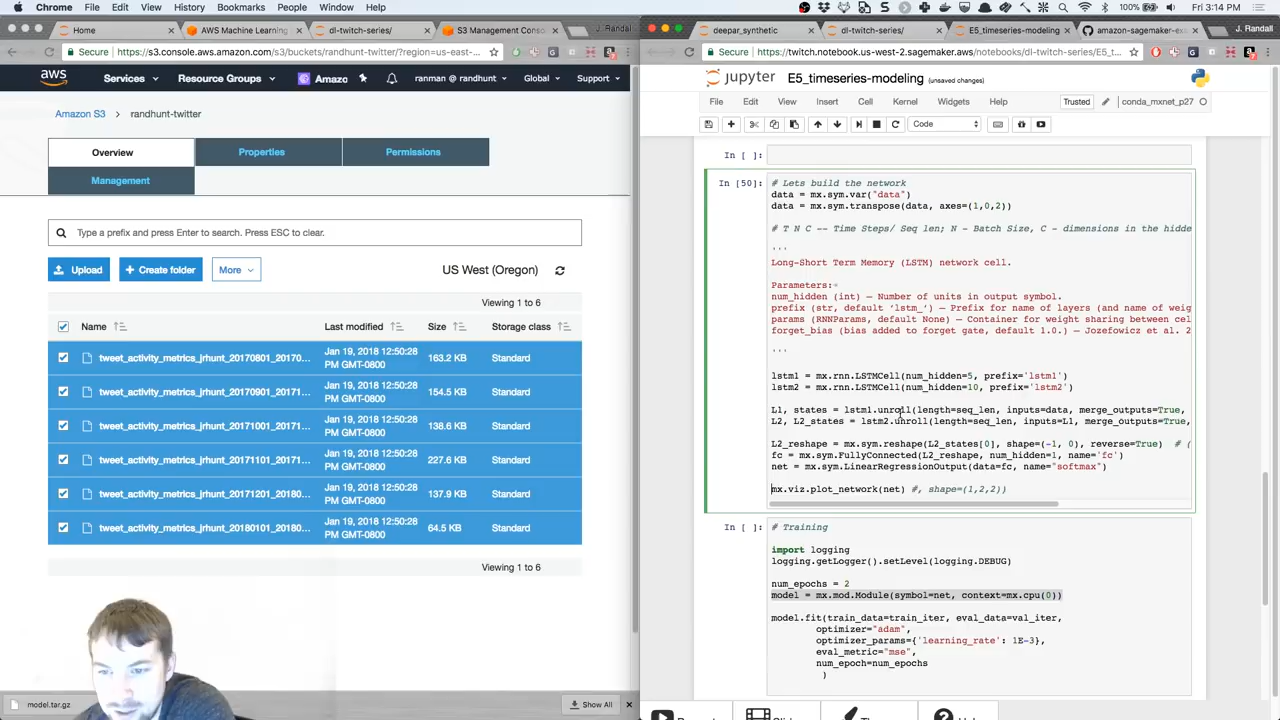 Chrome File Edit View History Bookmarks People Window Help
100% Fri 3:14 PM
Home
AWS Machine Learning
dl-twitch-series/
S3 Management Con
J. Randall
Secure https://s3.console.aws.amazon.com/s3/buckets/randhunt-twitter/?region=us-east-
aws Services Resource Groups Amazo ranman @ randhunt Global Support
Amazon S3 randhunt-twitter
Overview Properties Permissions
Management
Type a prefix and press Enter to search. Press ESC to clear.
Upload + Create folder More US West (Oregon)
Viewing 1 to 6
Name Last modified Size Storage class
tweet_activity_metrics_jrhunt_20170801_20170... Jan 19, 2018 12:50:28 PM GMT-0800 163.2 KB Standard
tweet_activity_metrics_jrhunt_20170901_20171... Jan 19, 2018 12:50:28 PM GMT-0800 154.5 KB Standard
tweet_activity_metrics_jrhunt_20171001_20171... Jan 19, 2018 12:50:28 PM GMT-0800 138.6 KB Standard
tweet_activity_metrics_jrhunt_20171101_20171... Jan 19, 2018 12:50:28 PM GMT-0800 227.6 KB Standard
tweet_activity_metrics_jrhunt_20171201_20180... Jan 19, 2018 12:50:28 PM GMT-0800 137.9 KB Standard
tweet_activity_metrics_jrhunt_20180101_20180... Jan 19, 2018 12:50:28 PM GMT-0800 64.5 KB Standard
Viewing 1 to 6
model.tar.gz Show All
deepar_synthetic
dl-twitch-series/
E5_timeseries-modeling
amazon-sagemaker-ex
J. Randall
Secure https://twitch.notebook.us-west-2.sagemaker.aws/notebooks/dl-twitch-series/E5_t
jupyter E5_timeseries-modeling (unsaved changes)
File Edit View Insert Cell Kernel Widgets Help Trusted conda_mxnet_p27
Code
In [ ]:
In [50]: # Lets build the network
data = mx.sym.var("data")
data = mx.sym.transpose(data, axes=(1,0,2))
# T N C -- Time Steps/ Seq len; N - Batch Size, C - dimensions in the hidde
'''
Long-Short Term Memory (LSTM) network cell.
Parameters:
num_hidden (int) – Number of units in output symbol.
prefix (str, default ‘lstm_‘) – Prefix for name of layers (and name of weig
params (RNNParams, default None) – Container for weight sharing between cel
forget_bias (bias added to forget gate, default 1.0.) – Jozefowicz et al. 2
'''
lstm1 = mx.rnn.LSTMCell(num_hidden=5, prefix='lstm1')
lstm2 = mx.rnn.LSTMCell(num_hidden=10, prefix='lstm2')
L1, states = lstm1.unroll(length=seq_len, inputs=data, merge_outputs=True,
L2, L2_states = lstm2.unroll(length=seq_len, inputs=L1, merge_outputs=True,
L2_reshape = mx.sym.reshape(L2_states[0], shape=(-1, 0), reverse=True) # (
fc = mx.sym.FullyConnected(L2_reshape, num_hidden=1, name='fc')
net = mx.sym.LinearRegressionOutput(data=fc, name="softmax")
mx.viz.plot_network(net) #, shape=(1,2,2))
In [ ]: # Training
import logging
logging.getLogger().setLevel(logging.DEBUG)
num_epochs = 2
model = mx.mod.Module(symbol=net, context=mx.cpu(0))
model.fit(train_data=train_iter, eval_data=val_iter,
optimizer="adam",
optimizer_params={'learning_rate': 1E-3},
eval_metric="mse",
num_epoch=num_epochs
)